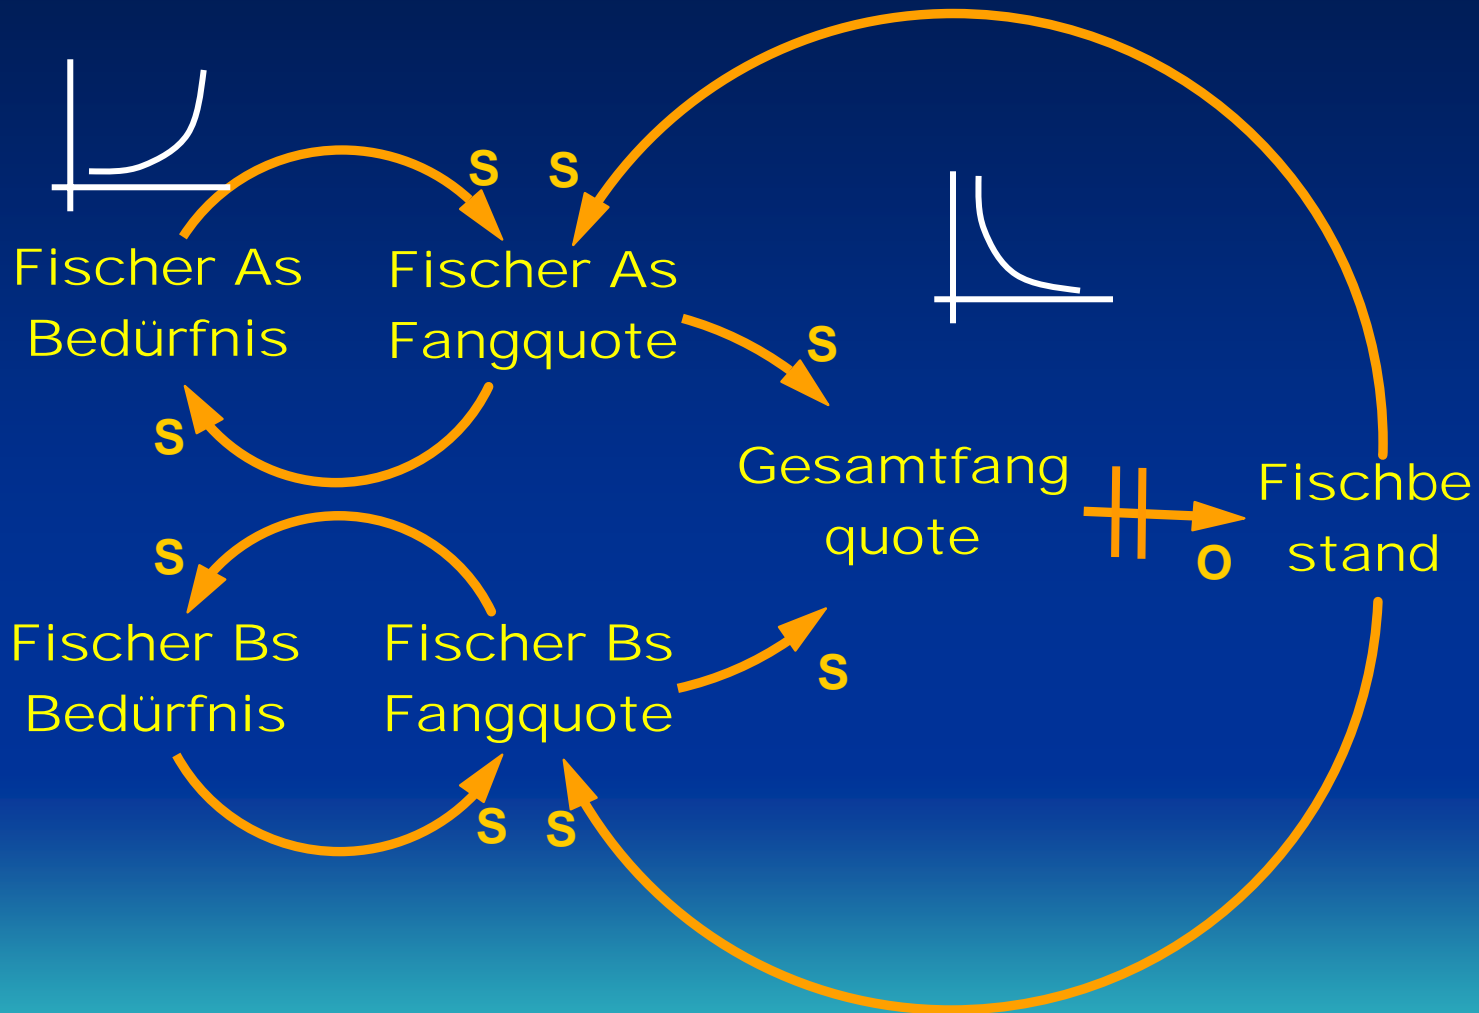 S S
Fischer As
Bedürfnis
Fischer As
Fangquote
S
S
Gesamtfang
quote
O
Fischbe
stand
S
Fischer Bs
Bedürfnis
Fischer Bs
Fangquote
S
S S